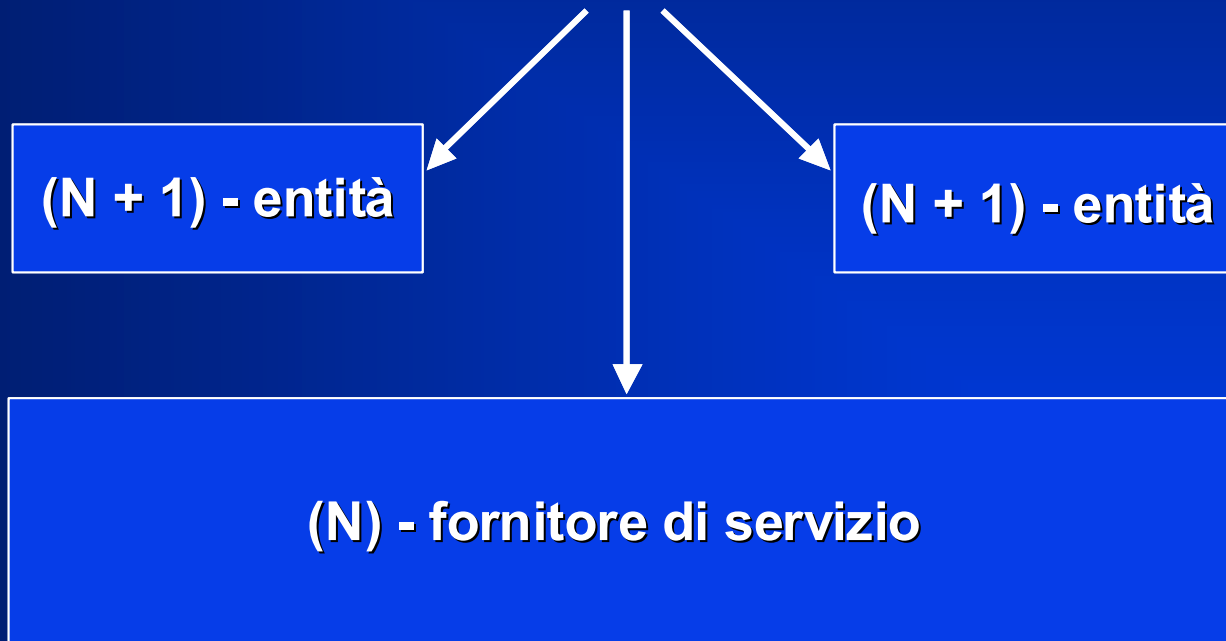 (N + 1) - entità
(N + 1) - entità
(N) - fornitore di servizio